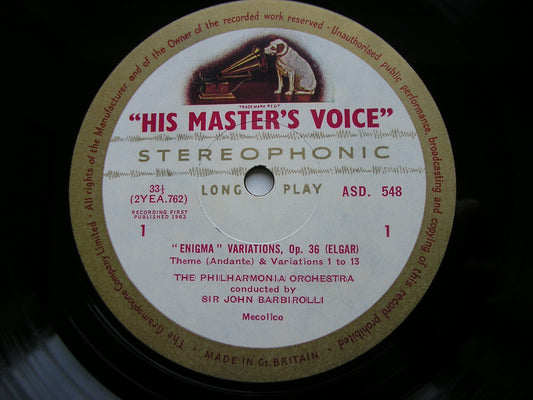 The Gramophone Company Limited · All rights of the Manufacturer and of the Owner of the recorded work reserved · Unauthorised public performance, broadcasting and copying of this record prohibited
TRADE MARK REGD
"HIS MASTER'S VOICE"
STEREOPHONIC
33⅓ LONG PLAY ASD. 548
(2YEA.762)
RECORDING FIRST
PUBLISHED 1963
1 1
"ENIGMA" VARIATIONS, Op. 36 (ELGAR)
Theme (Andante) & Variations 1 to 13
THE PHILHARMONIA ORCHESTRA
conducted by
SIR JOHN BARBIROLLI
Mecolico
· MADE IN Gt. BRITAIN ·